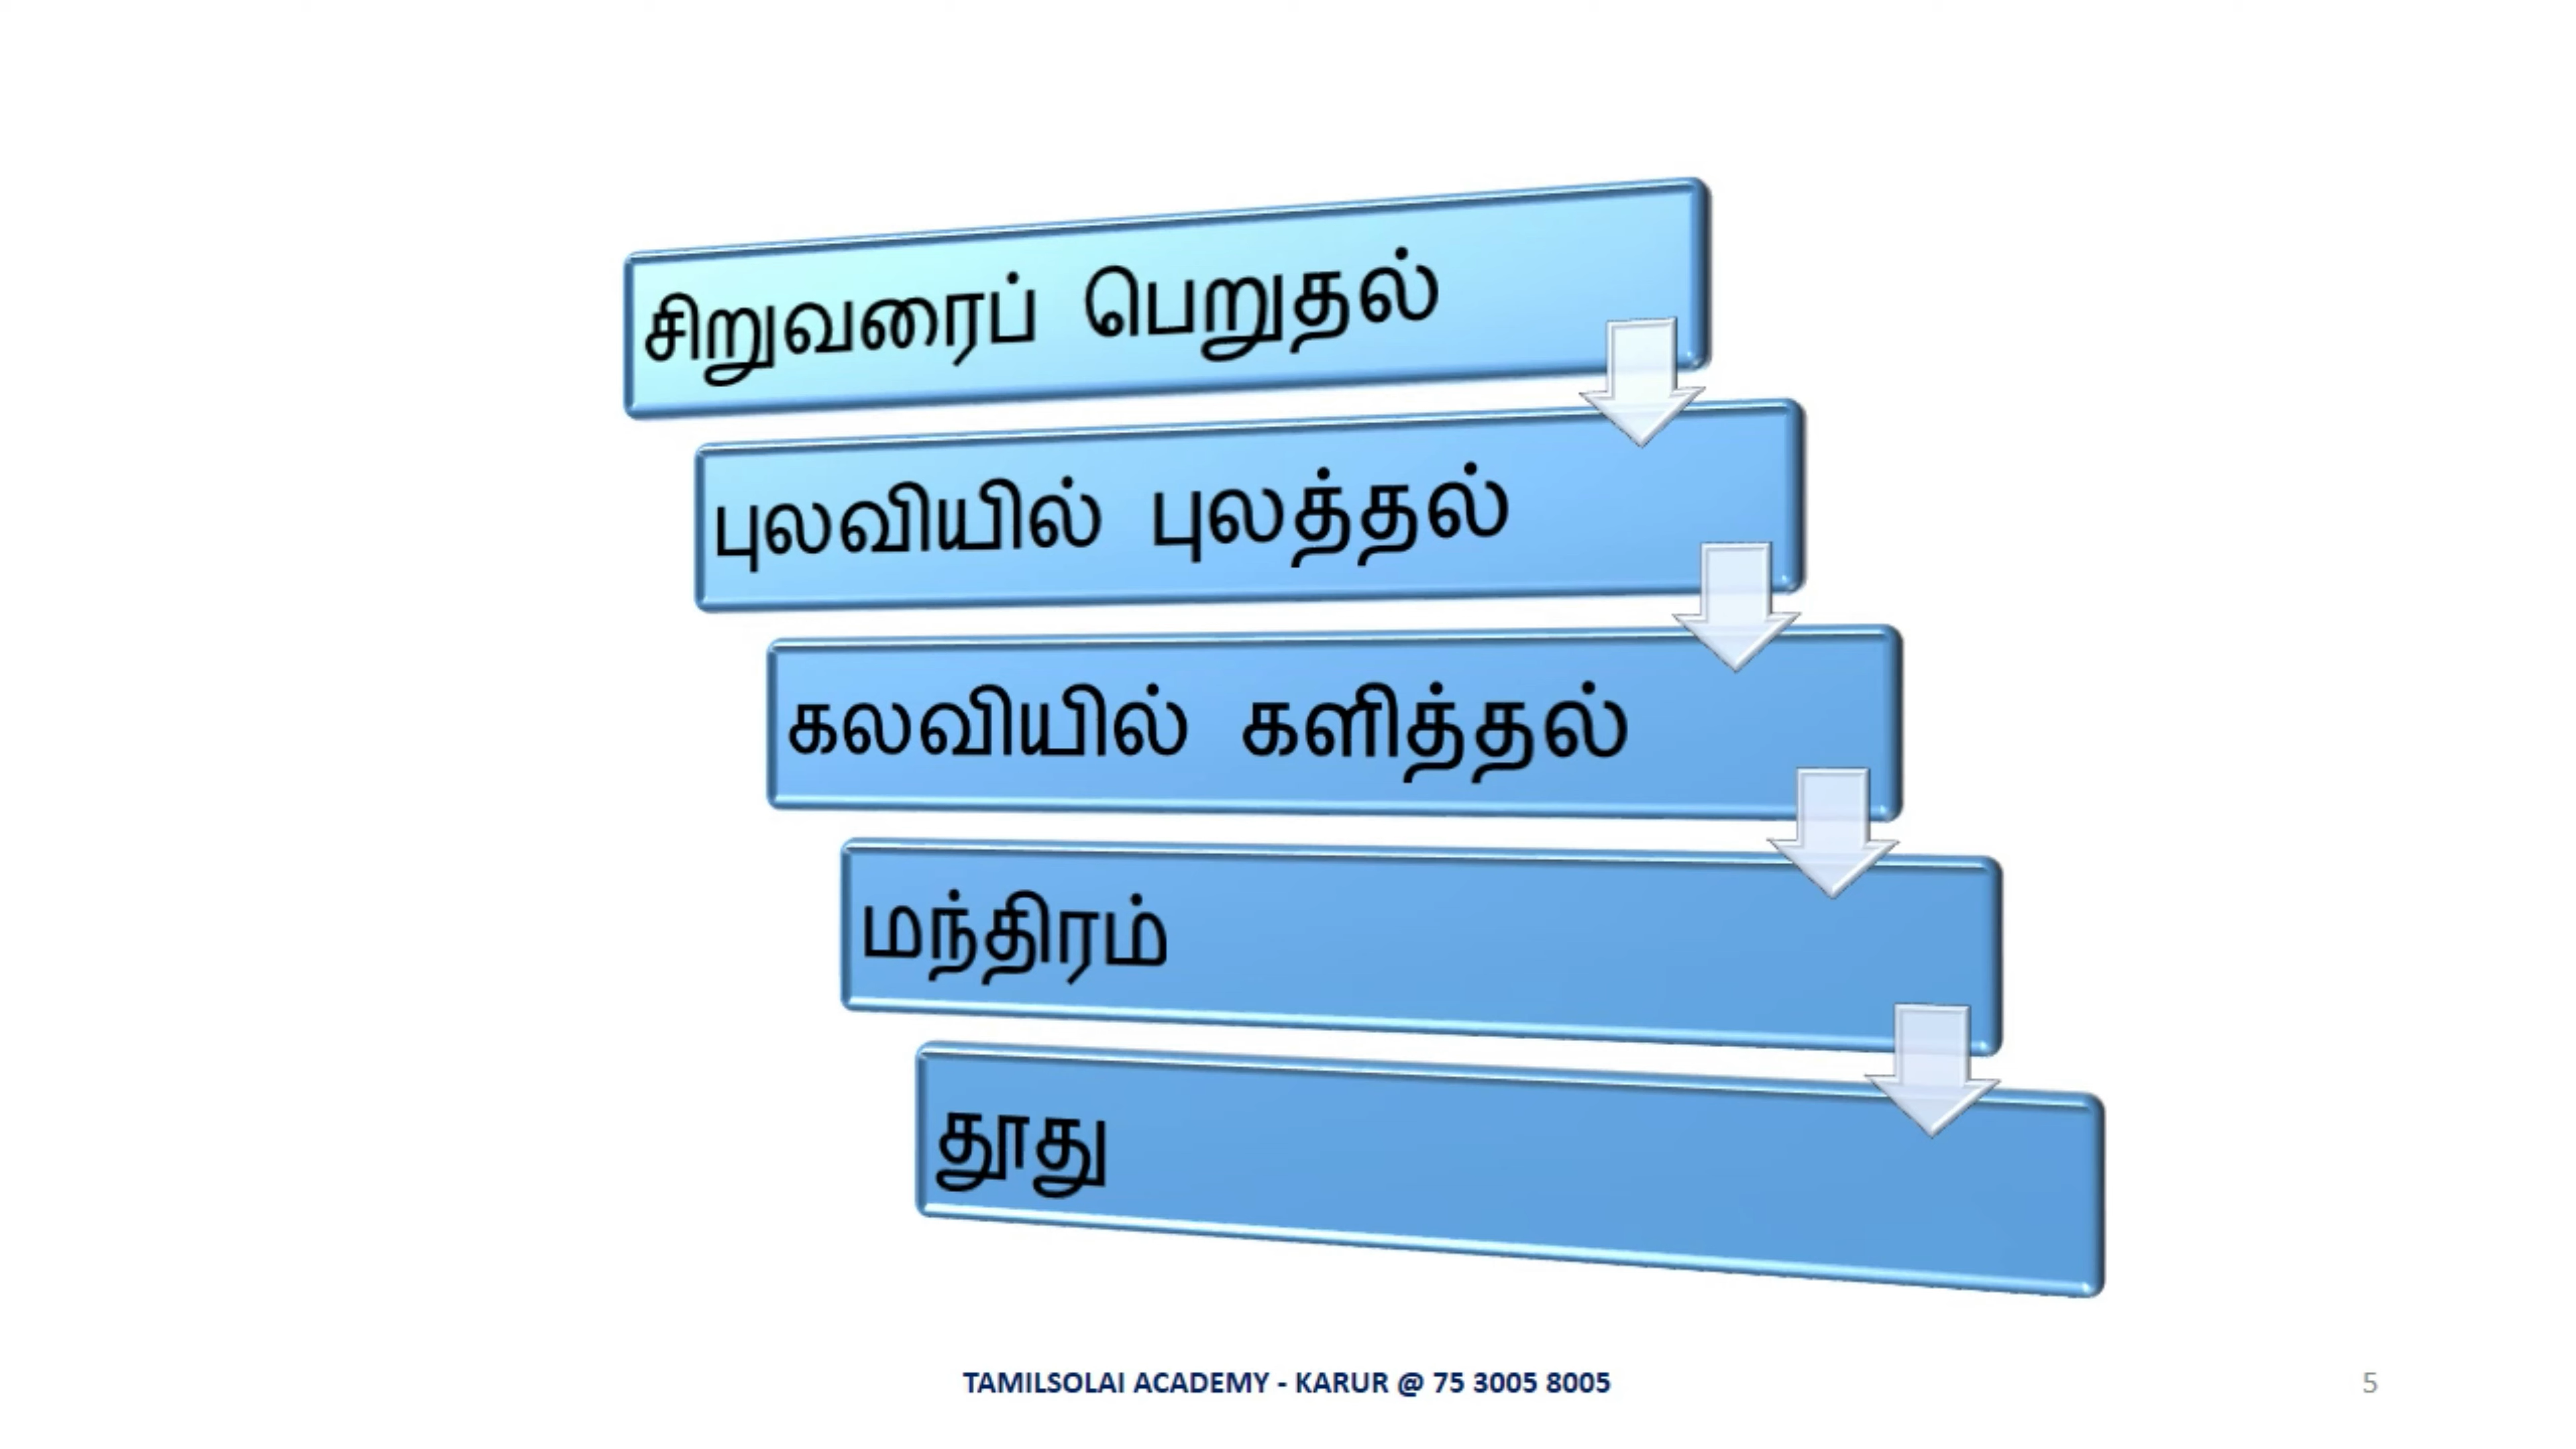 சிறுவரைப் பெறுதல்
புலவியில் புலத்தல்
கலவியில் களித்தல்
மந்திரம்
தூது
TAMILSOLAI ACADEMY - KARUR @ 75 3005 8005
5